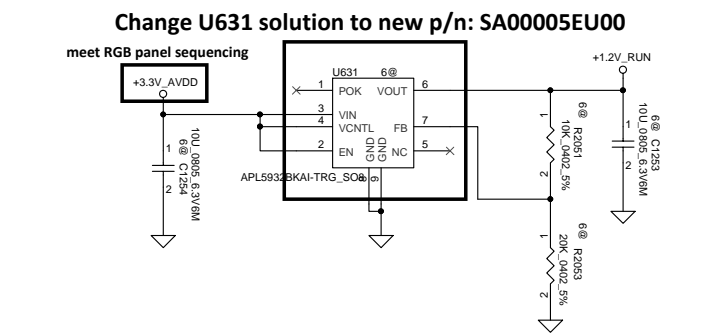 Change U631 solution to new p/n: SA00005EU00
meet RGB panel sequencing
+3.3V_AVDD
+1.2V_RUN
U631 6@
1 POK VOUT 6
3 VIN
4 VCNTL FB 7
2 EN GND GND NC 5
8 9
APL5932BKAI-TRG_SO8
1
2
10U_0805_6.3V6M
6@ C1254
1
2
6@ R2051
10K_0402_5%
1
2
6@ C1253
10U_0805_6.3V6M
1
2
6@ R2053
20K_0402_5%